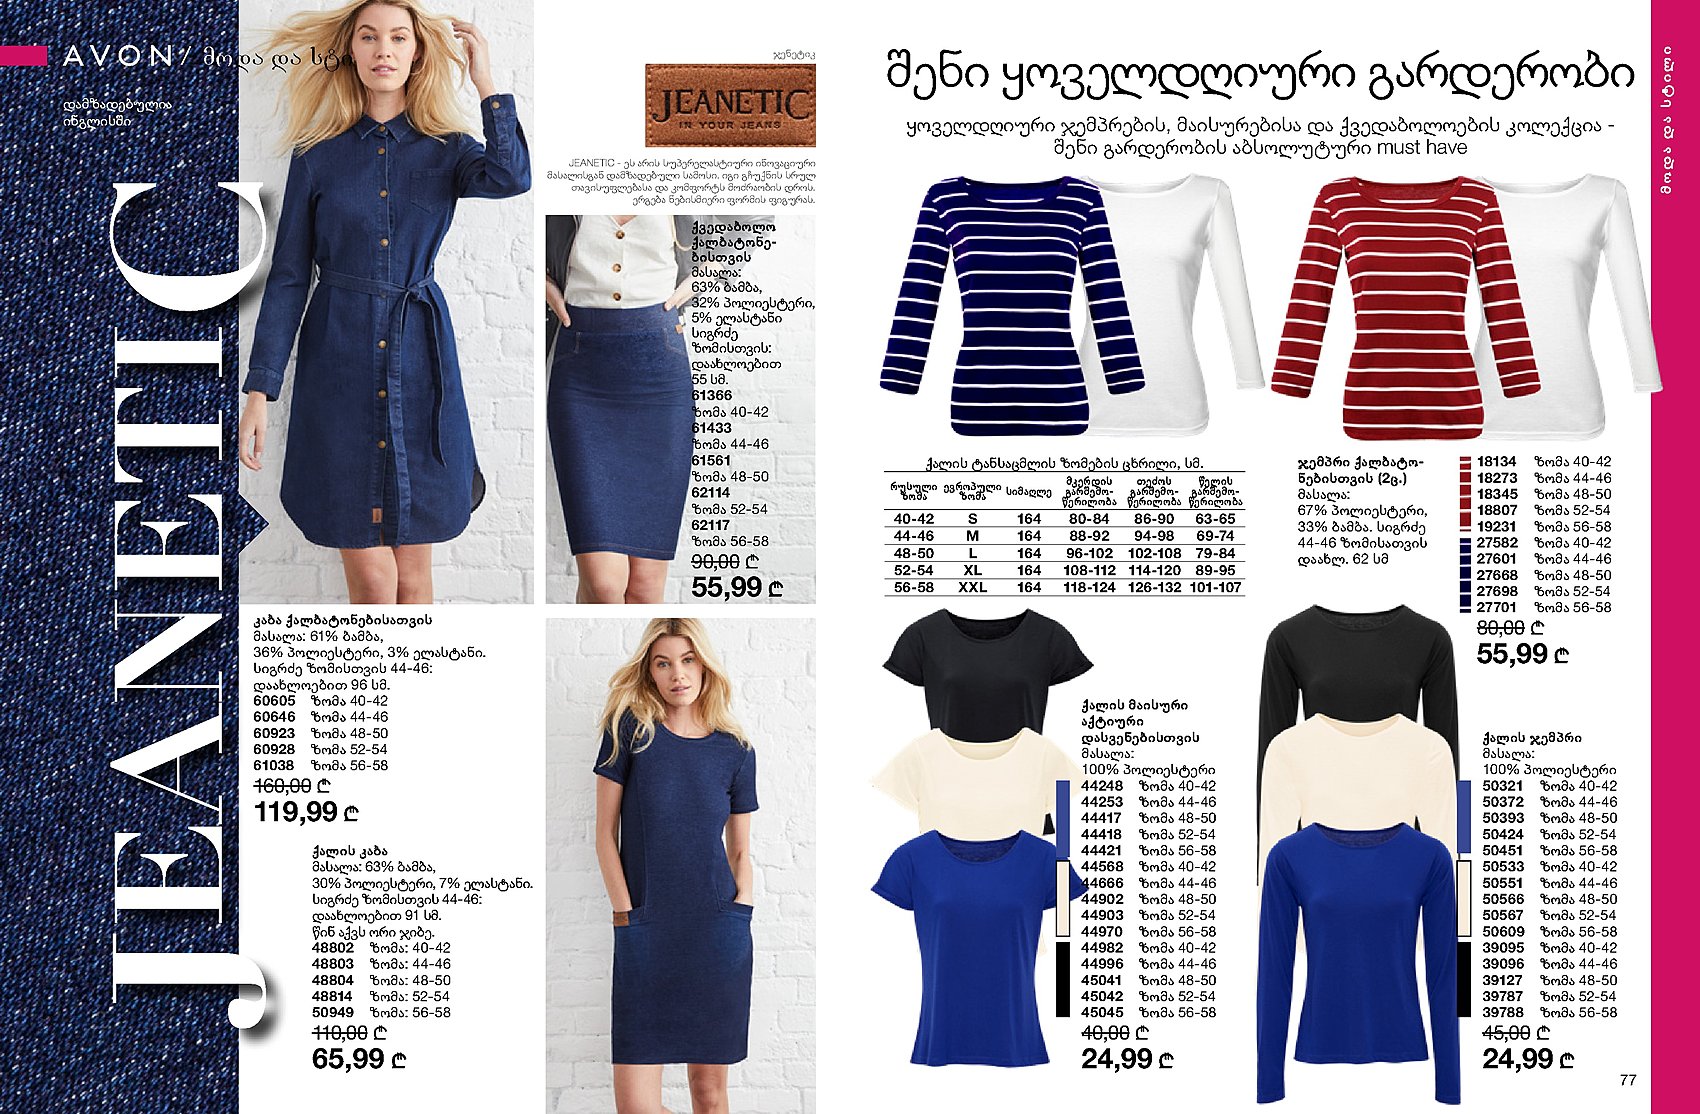 AVON / მოდა და სტი
დამზადებულია
ინგლისში
JEANETIC
ჯენეტიკ
JEANETIC
IN YOUR JEANS
JEANETIC - ეს არის სუპერელასტიური ინოვაციური
მასალისგან დამზადებული სამოსი. იგი გჩუქნის სრულ
თავისუფლებასა და კომფორტს მოძრაობის დროს.
ერგება ნებისმიერი ფორმის ფიგურას.
ქვედაბოლო
ქალბატონე-
ბისთვის
მასალა:
63% ბამბა,
32% პოლიესტერი,
5% ელასტანი
სიგრძე
ზომისთვის:
დაახლოებით
55 სმ.
61366
ზომა 40-42
61433
ზომა 44-46
61561
ზომა 48-50
62114
ზომა 52-54
62117
ზომა 56-58
90,00 ₾
55,99 ₾
კაბა ქალბატონებისათვის
მასალა: 61% ბამბა,
36% პოლიესტერი, 3% ელასტანი.
სიგრძე ზომისთვის 44-46:
დაახლოებით 96 სმ.
60605 ზომა 40-42
60646 ზომა 44-46
60923 ზომა 48-50
60928 ზომა 52-54
61038 ზომა 56-58
160,00 ₾
119,99 ₾
ქალის კაბა
მასალა: 63% ბამბა,
30% პოლიესტერი, 7% ელასტანი.
სიგრძე ზომისთვის 44-46:
დაახლოებით 91 სმ.
წინ აქვს ორი ჯიბე.
48802 ზომა: 40-42
48803 ზომა: 44-46
48804 ზომა: 48-50
48814 ზომა: 52-54
50949 ზომა: 56-58
110,00 ₾
65,99 ₾
შენი ყოველდღიური გარდერობი
ყოველდღიური ჯემპრების, მაისურებისა და ქვედაბოლოების კოლექცია -
შენი გარდერობის აბსოლუტური must have
მოდა და სტილი
ქალის ტანსაცმლის ზომების ცხრილი, სმ.
რუსული ზომა ევროპული ზომა სიმაღლე მკერდის გარშემო-წერილობა თეძოს გარშემო-წერილობა წელის გარშემო-წერილობა
40-42 S 164 80-84 86-90 63-65
44-46 M 164 88-92 94-98 69-74
48-50 L 164 96-102 102-108 79-84
52-54 XL 164 108-112 114-120 89-95
56-58 XXL 164 118-124 126-132 101-107
ჯემპრი ქალბატო-
ნებისთვის (2ც.)
მასალა:
67% პოლიესტერი,
33% ბამბა. სიგრძე
44-46 ზომისათვის
დაახლ. 62 სმ
18134 ზომა 40-42
18273 ზომა 44-46
18345 ზომა 48-50
18807 ზომა 52-54
19231 ზომა 56-58
27582 ზომა 40-42
27601 ზომა 44-46
27668 ზომა 48-50
27698 ზომა 52-54
27701 ზომა 56-58
80,00 ₾
55,99 ₾
ქალის მაისური
აქტიური
დასვენებისთვის
მასალა:
100% პოლიესტერი
44248 ზომა 40-42
44253 ზომა 44-46
44417 ზომა 48-50
44418 ზომა 52-54
44421 ზომა 56-58
44568 ზომა 40-42
44666 ზომა 44-46
44902 ზომა 48-50
44903 ზომა 52-54
44970 ზომა 56-58
44982 ზომა 40-42
44996 ზომა 44-46
45041 ზომა 48-50
45042 ზომა 52-54
45045 ზომა 56-58
40,00 ₾
24,99 ₾
ქალის ჯემპრი
მასალა:
100% პოლიესტერი
50321 ზომა 40-42
50372 ზომა 44-46
50393 ზომა 48-50
50424 ზომა 52-54
50451 ზომა 56-58
50533 ზომა 40-42
50551 ზომა 44-46
50566 ზომა 48-50
50567 ზომა 52-54
50609 ზომა 56-58
39095 ზომა 40-42
39096 ზომა 44-46
39127 ზომა 48-50
39787 ზომა 52-54
39788 ზომა 56-58
45,00 ₾
24,99 ₾
77